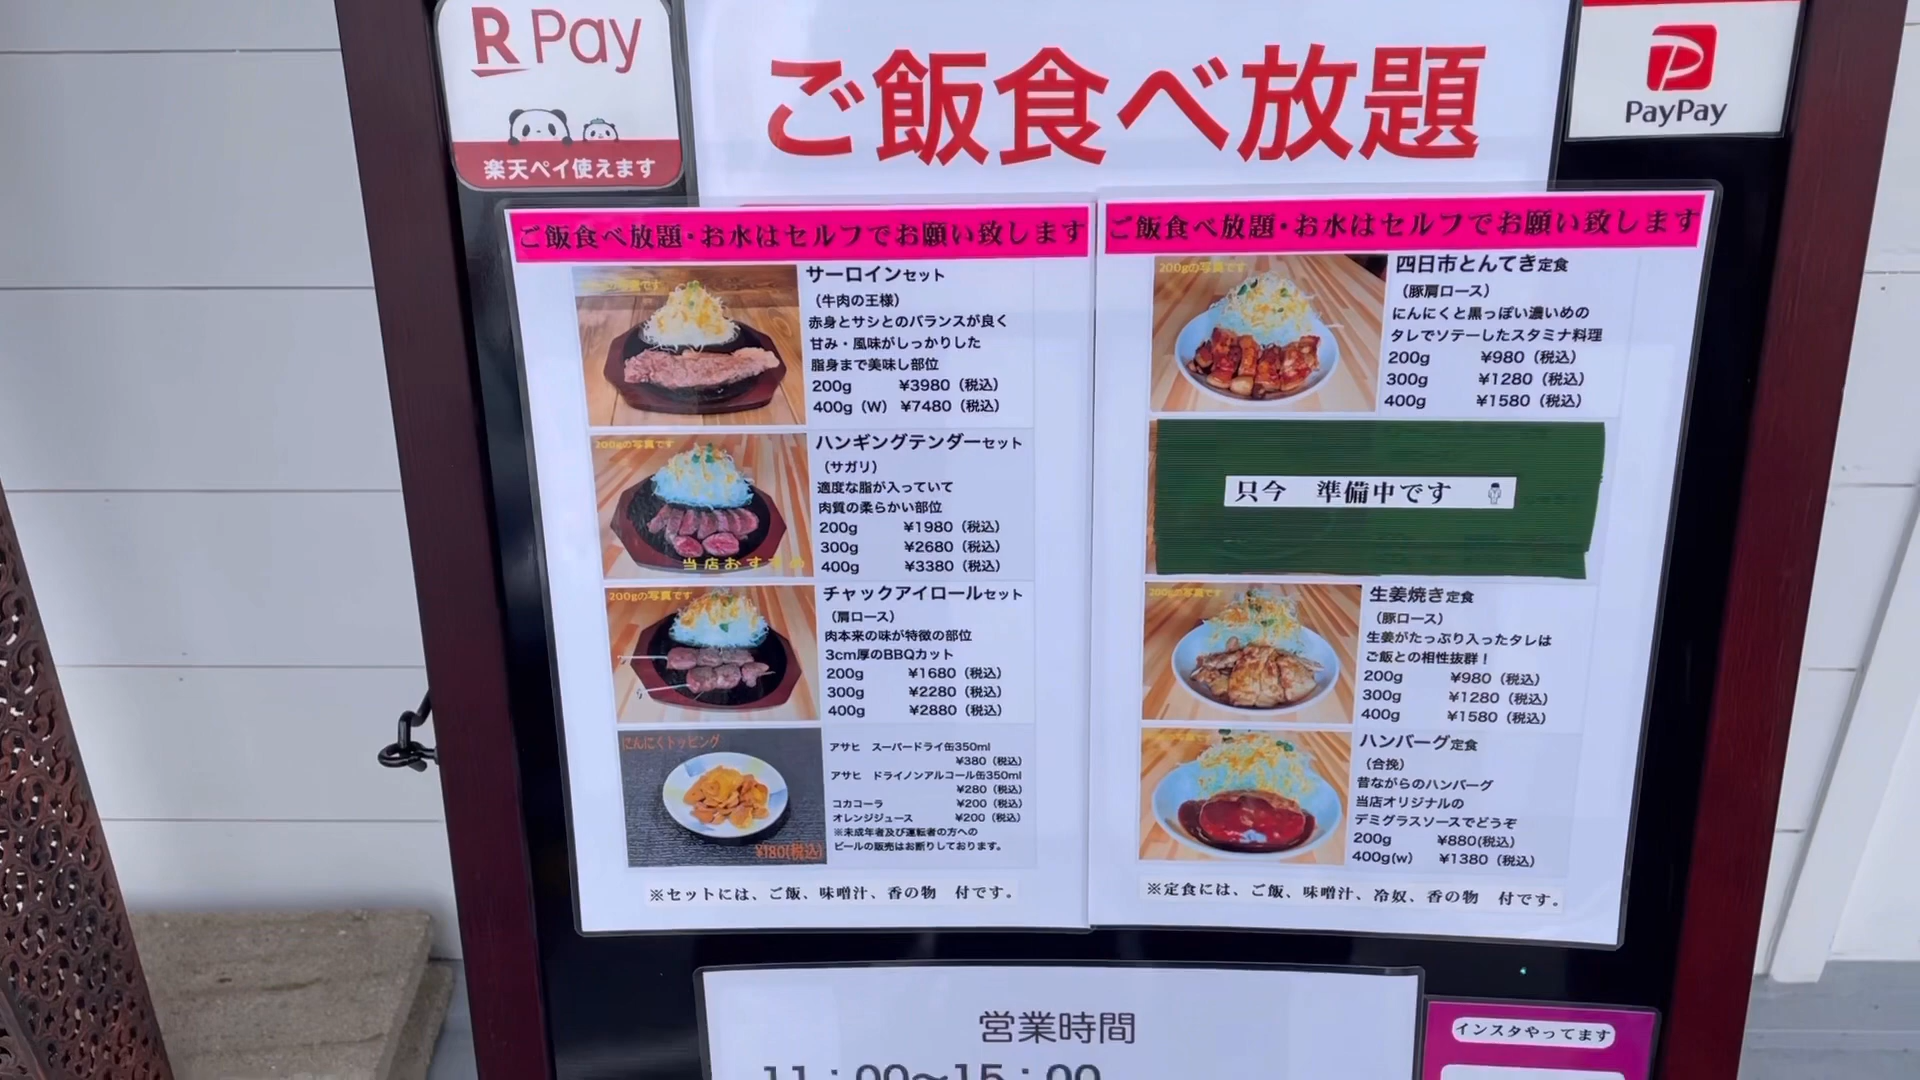 R Pay
楽天ペイ使えます
ご飯食べ放題
PayPay
ご飯食べ放題・お水はセルフでお願い致します
サーロインセット
（牛肉の王様）
赤身とサシとのバランスが良く
甘み・風味がしっかりした
脂身まで美味し部位
200g ¥3980（税込）
400g（W） ¥7480（税込）
200gの写真です
ハンギングテンダーセット
（サガリ）
適度な脂が入っていて
肉質の柔らかい部位
200g ¥1980（税込）
300g ¥2680（税込）
400g ¥3380（税込）
当店おすすめ
200gの写真です
チャックアイロールセット
（肩ロース）
肉本来の味が特徴の部位
3cm厚のBBQカット
200g ¥1680（税込）
300g ¥2280（税込）
400g ¥2880（税込）
にんにくトッピング
¥180(税込)
アサヒ スーパードライ缶350ml
¥380（税込）
アサヒ ドライノンアルコール缶350ml
¥280（税込）
コカコーラ ¥200（税込）
オレンジジュース ¥200（税込）
※未成年者及び運転者の方への
ビールの販売はお断りしております。
※セットには、ご飯、味噌汁、香の物 付です。
ご飯食べ放題・お水はセルフでお願い致します
200gの写真です
四日市とんてき定食
（豚肩ロース）
にんにくと黒っぽい濃いめの
タレでソテーしたスタミナ料理
200g ¥980（税込）
300g ¥1280（税込）
400g ¥1580（税込）
只今 準備中です
200gの写真です
生姜焼き定食
（豚ロース）
生姜がたっぷり入ったタレは
ご飯との相性抜群！
200g ¥980（税込）
300g ¥1280（税込）
400g ¥1580（税込）
ハンバーグ定食
（合挽）
昔ながらのハンバーグ
当店オリジナルの
デミグラスソースでどうぞ
200g ¥880(税込)
400g(w) ¥1380（税込）
※定食には、ご飯、味噌汁、冷奴、香の物 付です。
営業時間
11：00～15：00
インスタやってます